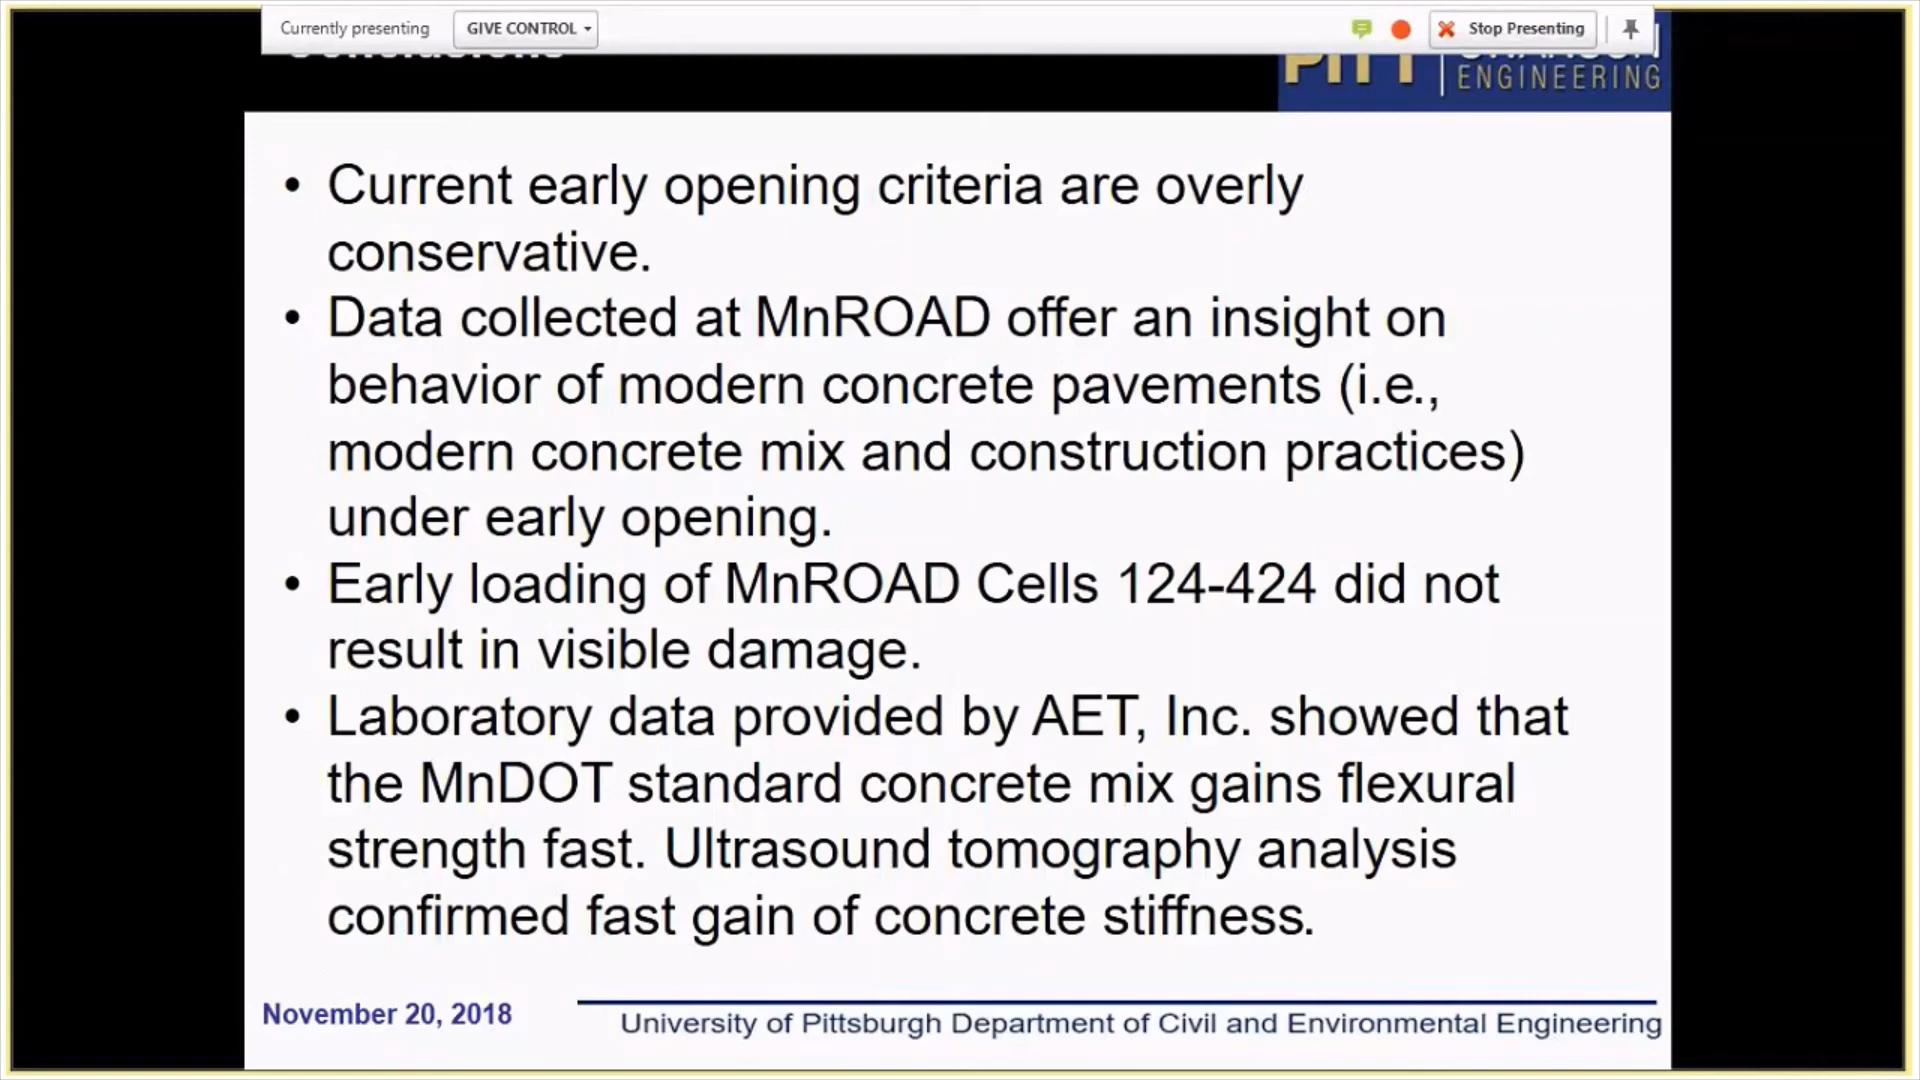 Currently presenting GIVE CONTROL Stop Presenting
PITT ENGINEERING
• Current early opening criteria are overly
conservative.
• Data collected at MnROAD offer an insight on
behavior of modern concrete pavements (i.e.,
modern concrete mix and construction practices)
under early opening.
• Early loading of MnROAD Cells 124-424 did not
result in visible damage.
• Laboratory data provided by AET, Inc. showed that
the MnDOT standard concrete mix gains flexural
strength fast. Ultrasound tomography analysis
confirmed fast gain of concrete stiffness.
November 20, 2018
University of Pittsburgh Department of Civil and Environmental Engineering